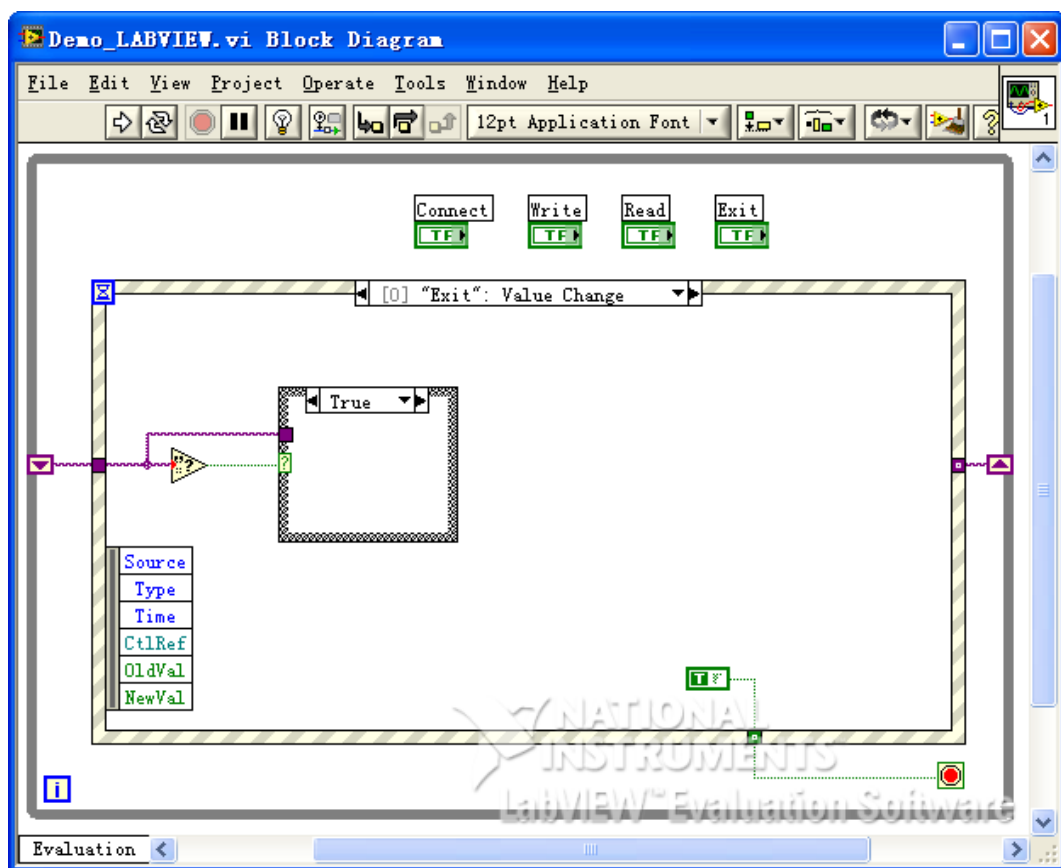 Demo_LABVIEW.vi Block Diagram
File Edit View Project Operate Tools Window Help
12pt Application Font
1
Connect Write Read Exit
TF TF TF TF
[0] "Exit": Value Change
True
?
?
Source
Type
Time
CtlRef
OldVal
NewVal
T
NATIONAL
INSTRUMENTS
i
LabVIEW™ Evaluation Software
Evaluation